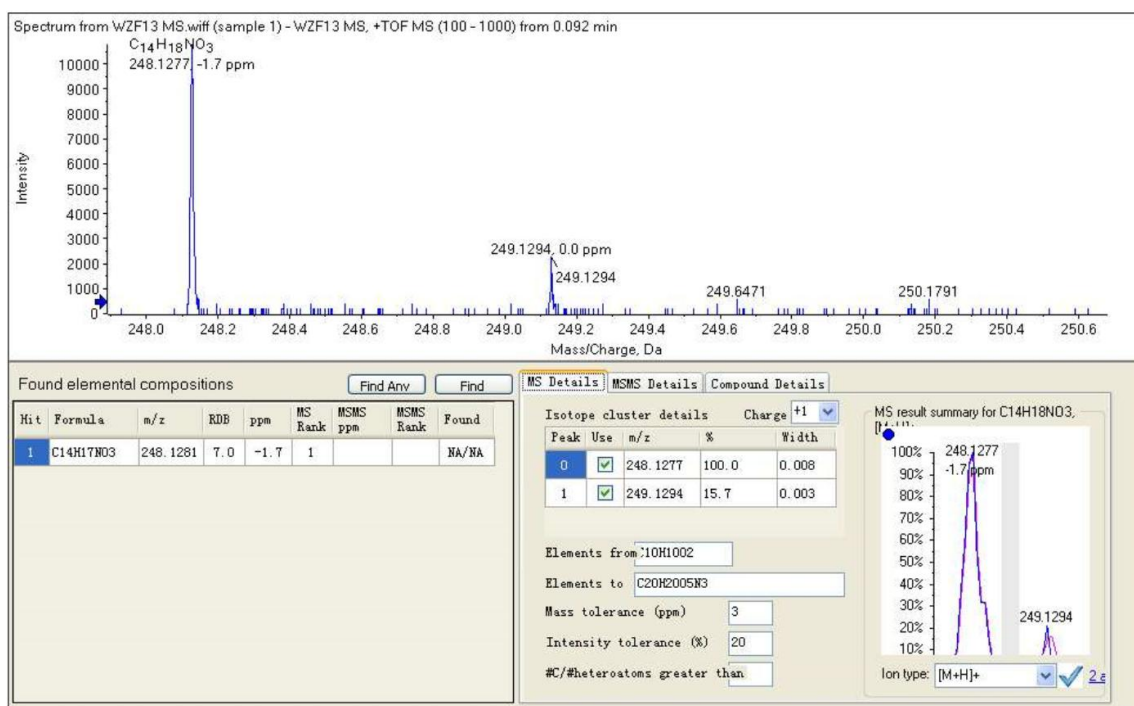 Spectrum from WZF13 MS.wiff (sample 1) - WZF13 MS, +TOF MS (100 - 1000) from 0.092 min
C14H18NO3
248.1277, -1.7 ppm
10000
9000
8000
7000
6000
5000
4000
3000
2000
1000
0
Intensity
249.1294, 0.0 ppm
249.1294
249.6471
250.1791
248.0 248.2 248.4 248.6 248.8 249.0 249.2 249.4 249.6 249.8 250.0 250.2 250.4 250.6
Mass/Charge, Da
Found elemental compositions
Find Any
Find
Hit Formula m/z RDB ppm MS Rank MSMS ppm MSMS Rank Found
1 C14H17NO3 248.1281 7.0 -1.7 1 NA/NA
MS Details MSMS Details Compound Details
Isotope cluster details Charge +1
Peak Use m/z % Width
0 248.1277 100.0 0.008
1 249.1294 15.7 0.003
Elements from C10H10O2
Elements to C20H20O5N3
Mass tolerance (ppm) 3
Intensity tolerance (%) 20
#C/#heteroatoms greater than
MS result summary for C14H18NO3,
[M+H]+
248.1277
-1.7 ppm
100%
90%
80%
70%
60%
50%
40%
30%
20%
10%
249.1294
Ion type: [M+H]+ 2